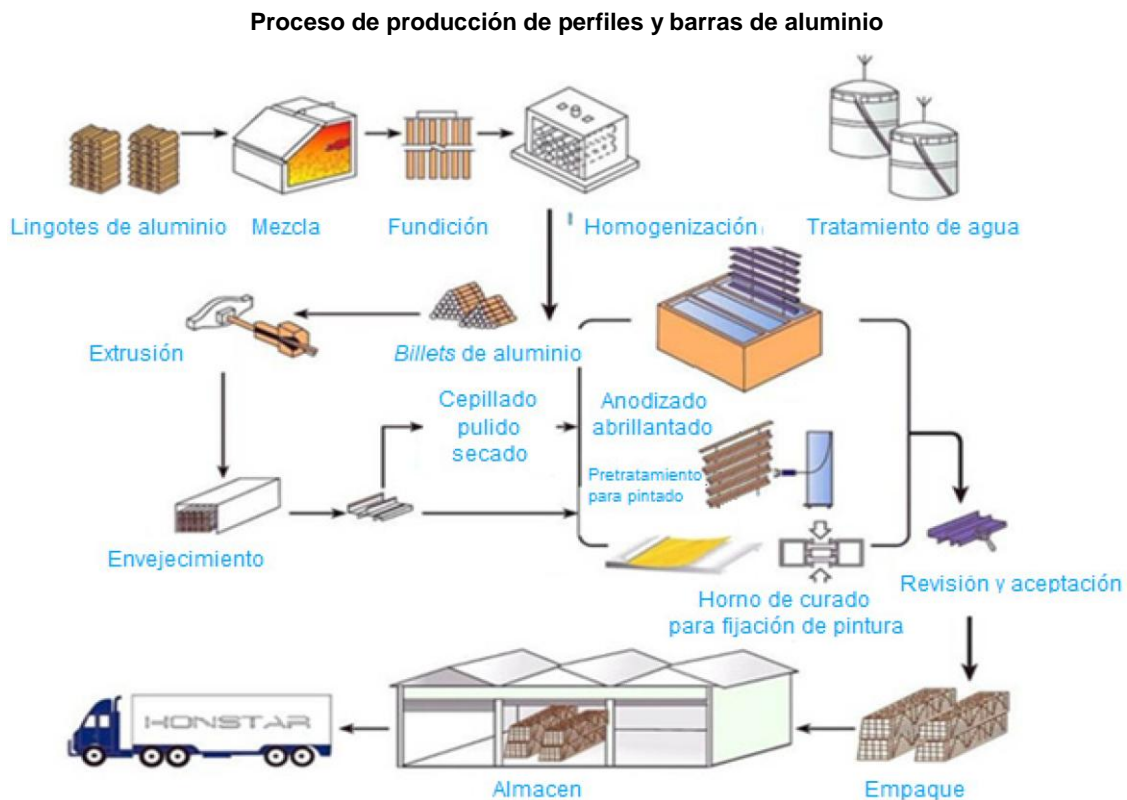 Proceso de producción de perfiles y barras de aluminio
Lingotes de aluminio
Mezcla
Fundición
Homogenización
Tratamiento de agua
Extrusión
Billets de aluminio
Cepillado
pulido
secado
Anodizado
abrillantado
Pretratamiento
para pintado
Envejecimiento
Horno de curado
para fijación de pintura
Revisión y aceptación
HONSTAR
Almacen
Empaque